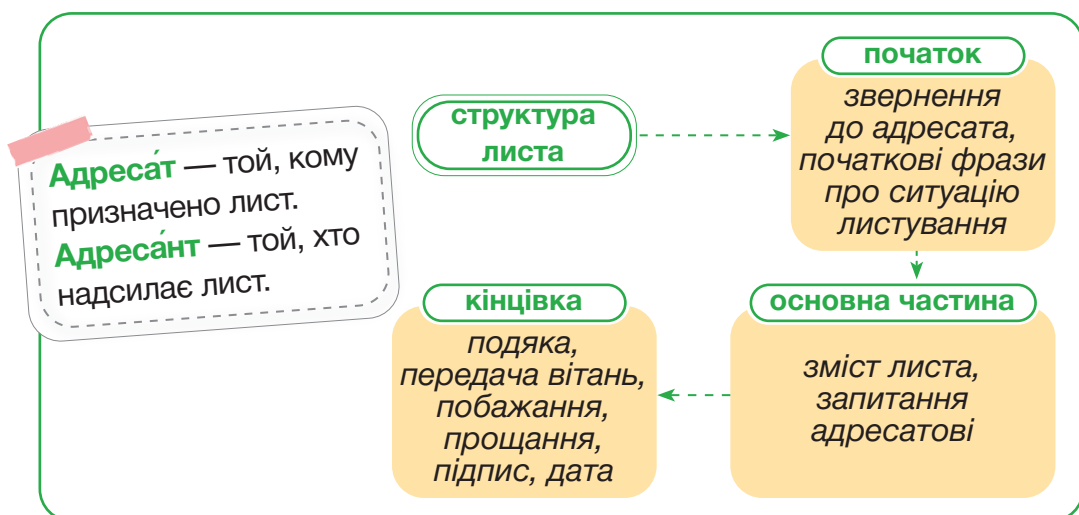 Адреса́т — той, кому
призначено лист.
Адреса́нт — той, хто
надсилає лист.
структура
листа
початок
звернення
до адресата,
початкові фрази
про ситуацію
листування
основна частина
зміст листа,
запитання
адресатові
кінцівка
подяка,
передача вітань,
побажання,
прощання,
підпис, дата